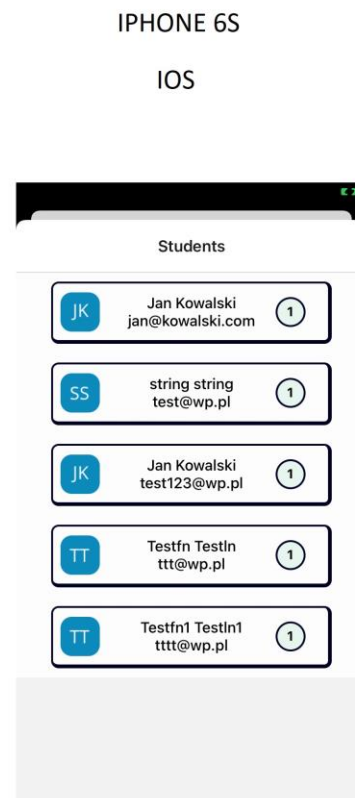 IPHONE 6S
IOS
Students
JK
Jan Kowalski
jan@kowalski.com
1
SS
string string
test@wp.pl
1
JK
Jan Kowalski
test123@wp.pl
1
TT
Testfn Testln
ttt@wp.pl
1
TT
Testfn1 Testln1
tttt@wp.pl
1